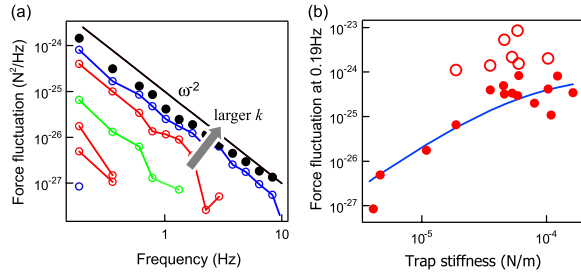 (a)
Force fluctuation (N²/Hz)
10⁻²⁴
10⁻²⁵
10⁻²⁶
10⁻²⁷
ω⁻²
larger k
1
10
Frequency (Hz)
(b)
Force fluctuation at 0.19Hz
10⁻²³
10⁻²⁴
10⁻²⁵
10⁻²⁶
10⁻²⁷
10⁻⁵
10⁻⁴
Trap stiffness (N/m)